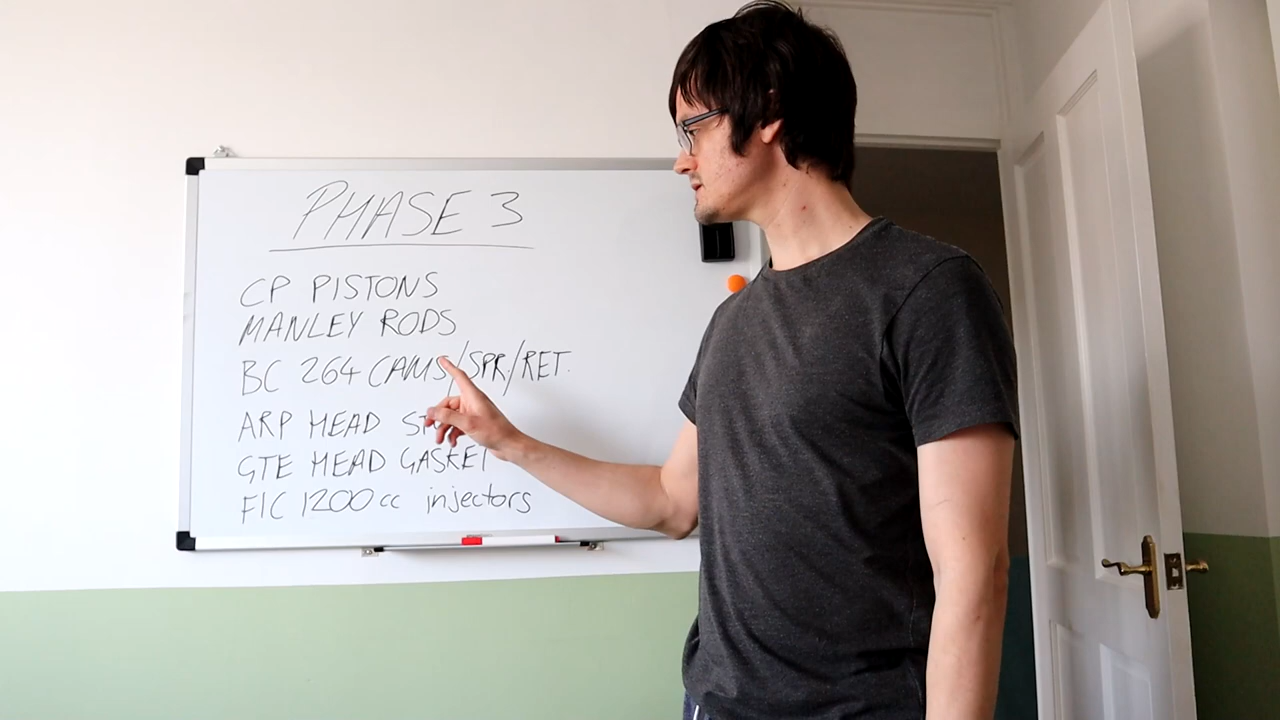 PHASE 3
CP PISTONS
MANLEY RODS
BC 264 CAMS/SPR/RET.
ARP HEAD
GTE HEAD GASKET
FIC 1200cc injectors